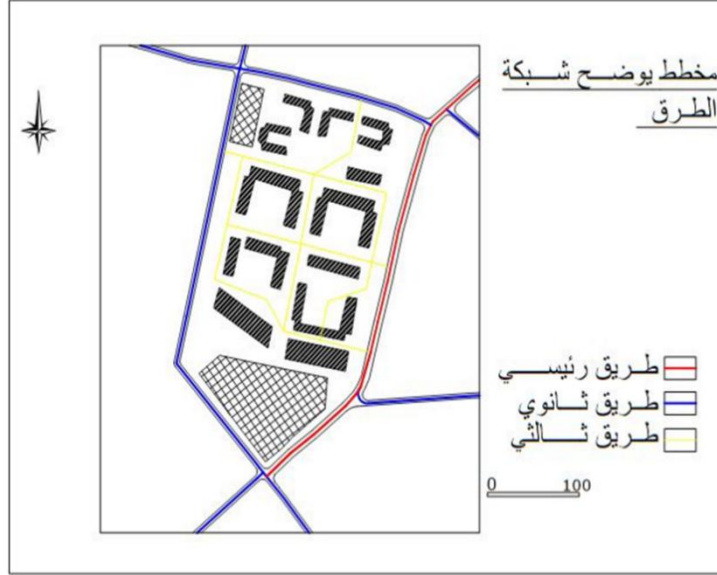 مخطط يوضح شبكة
الطرق
طريق رئيسي
طريق ثانوي
طريق ثالثي
0 100